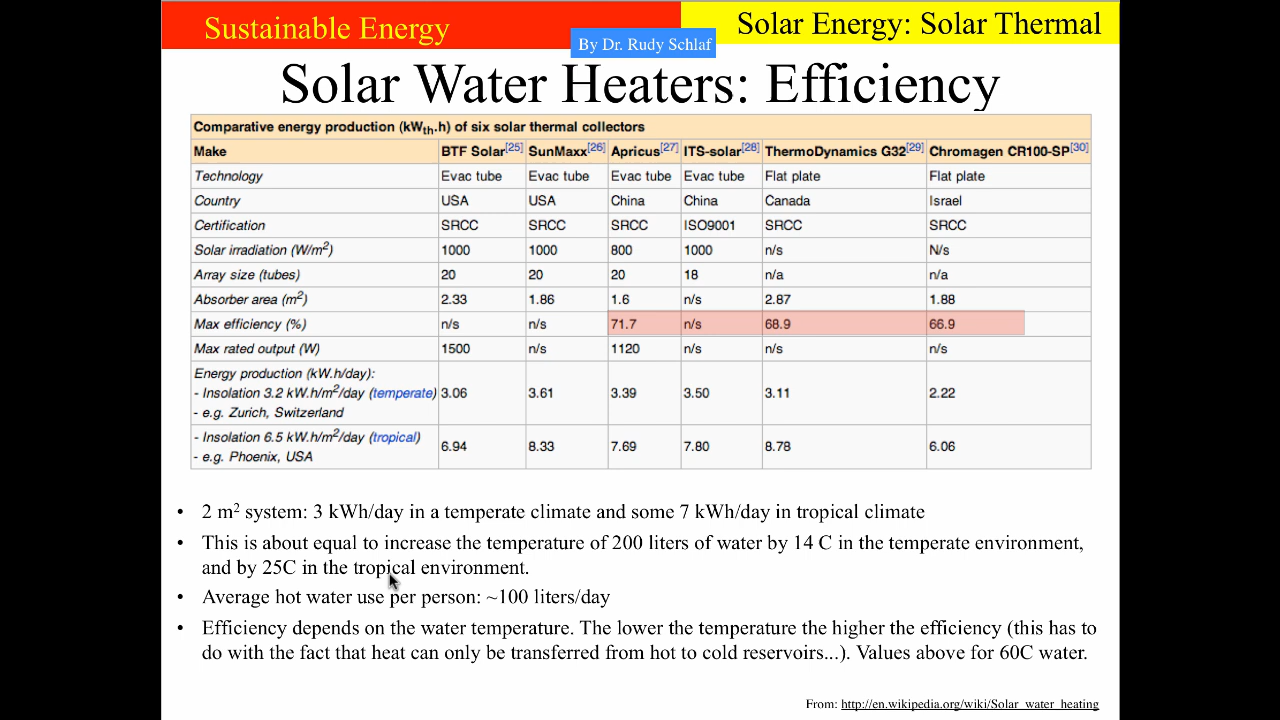 Sustainable Energy
Solar Energy: Solar Thermal
By Dr. Rudy Schlaf
Solar Water Heaters: Efficiency
Comparative energy production (kWth.h) of six solar thermal collectors
Make BTF Solar[25] SunMaxx[26] Apricus[27] ITS-solar[28] ThermoDynamics G32[29] Chromagen CR100-SP[30]
Technology Evac tube Evac tube Evac tube Evac tube Flat plate Flat plate
Country USA USA China China Canada Israel
Certification SRCC SRCC SRCC ISO9001 SRCC SRCC
Solar irradiation (W/m2) 1000 1000 800 1000 n/s N/s
Array size (tubes) 20 20 20 18 n/a n/a
Absorber area (m2) 2.33 1.86 1.6 n/s 2.87 1.88
Max efficiency (%) n/s n/s 71.7 n/s 68.9 66.9
Max rated output (W) 1500 n/s 1120 n/s n/s n/s
Energy production (kW.h/day):
- Insolation 3.2 kW.h/m2/day (temperate) 3.06 3.61 3.39 3.50 3.11 2.22
- e.g. Zurich, Switzerland
- Insolation 6.5 kW.h/m2/day (tropical) 6.94 8.33 7.69 7.80 8.78 6.06
- e.g. Phoenix, USA
• 2 m2 system: 3 kWh/day in a temperate climate and some 7 kWh/day in tropical climate
• This is about equal to increase the temperature of 200 liters of water by 14 C in the temperate environment,
and by 25C in the tropical environment.
• Average hot water use per person: ~100 liters/day
• Efficiency depends on the water temperature. The lower the temperature the higher the efficiency (this has to
do with the fact that heat can only be transferred from hot to cold reservoirs...). Values above for 60C water.
From: http://en.wikipedia.org/wiki/Solar_water_heating